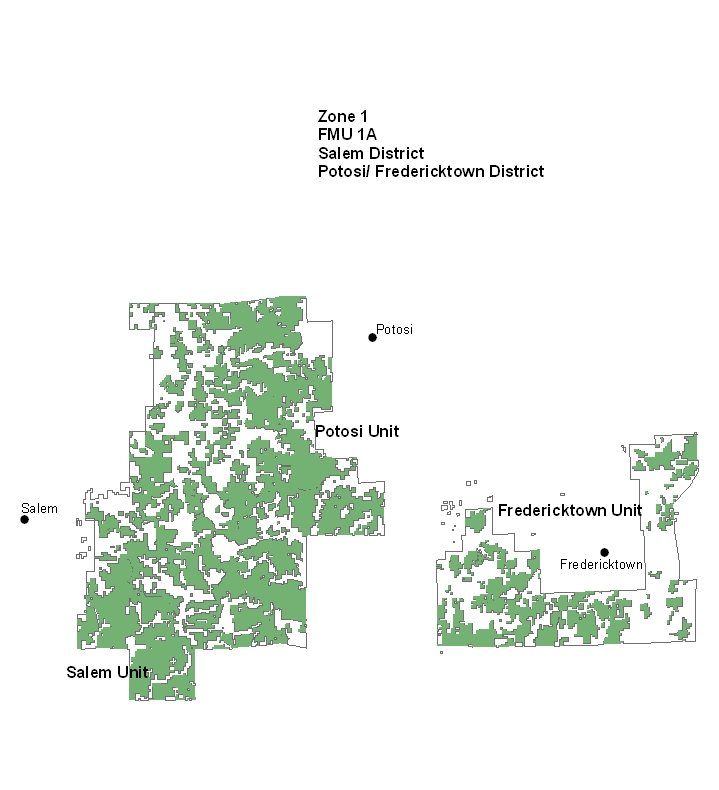 Zone 1
FMU 1A
Salem District
Potosi/ Fredericktown District
Potosi
Potosi Unit
Salem
Fredericktown Unit
Fredericktown
Salem Unit